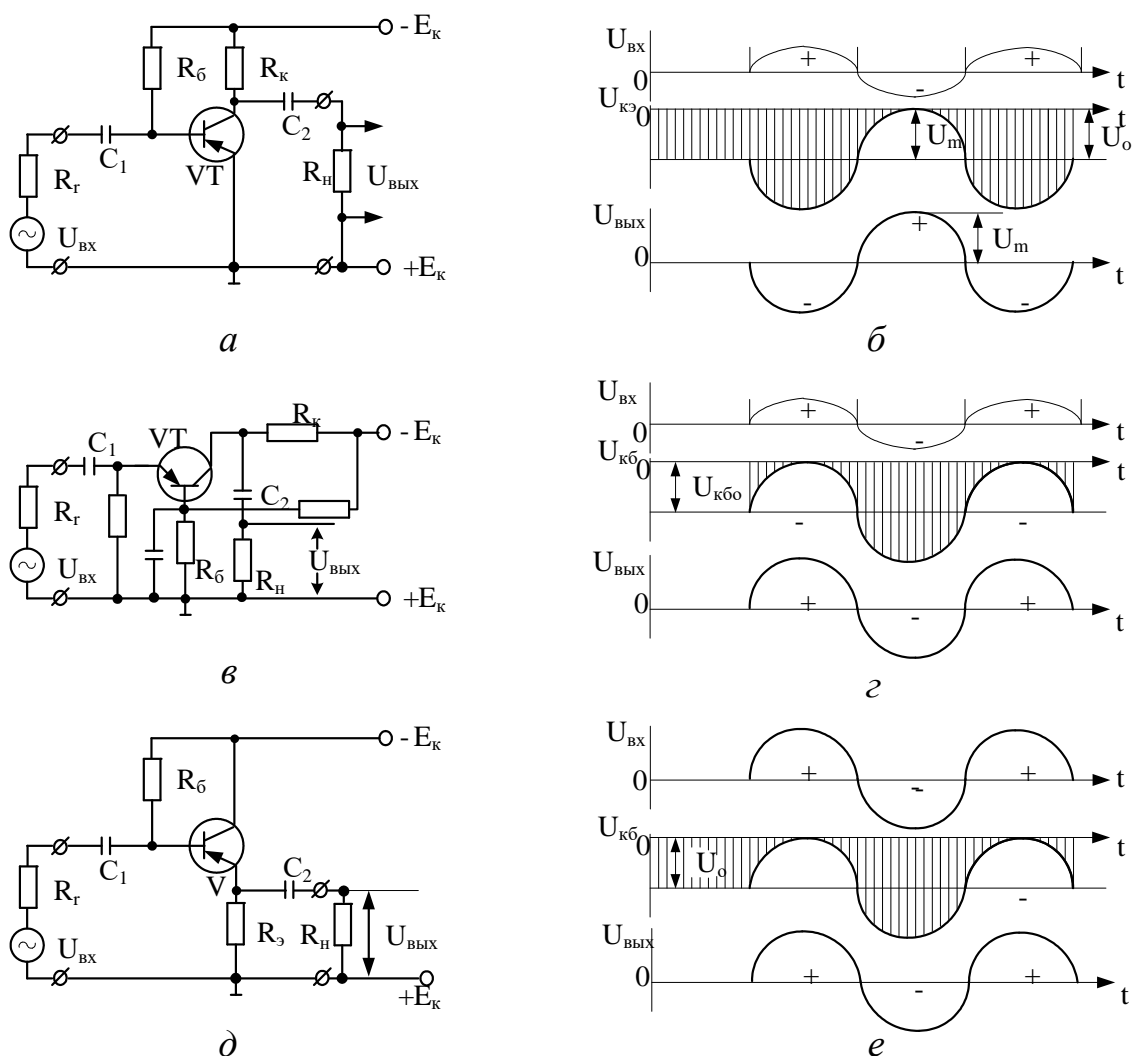 - Eк
Rб
Rк
C1
C2
VT
Rг
Rн
Uвых
Uвх
+Eк
а
Uвх
+
+
0
-
t
Uкэ
0
t
Um
Uо
Uвых
+
Um
0
t
-
-
б
Rк
- Eк
VT
C1
C2
Rг
Uвх
Rб
Rн
Uвых
+Eк
в
Uвх
+
+
0
-
t
Uкб
0
t
Uкбо
-
-
Uвых
0
+
-
+
t
г
- Eк
Rб
C1
V
C2
Rг
Rэ
Rн
Uвых
Uвх
+Eк
д
Uвх
0
+
--
+
t
Uкб
0
t
Uо
-
Uвых
0
+
-
+
t
е